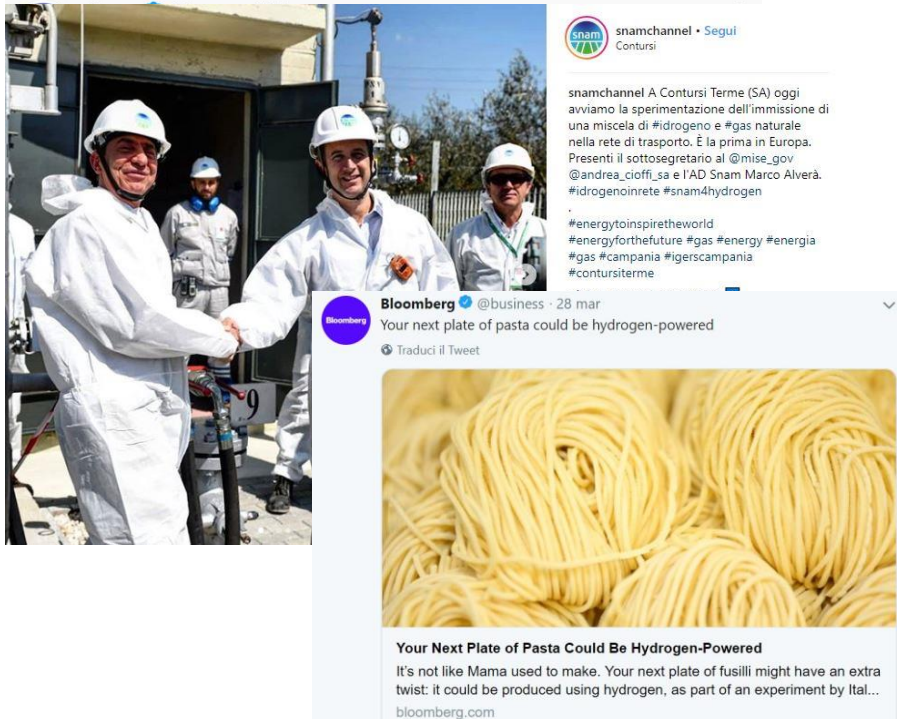 snam
snamchannel • Segui
Contursi
snamchannel A Contursi Terme (SA) oggi
avviamo la sperimentazione dell'immissione di
una miscela di #idrogeno e #gas naturale
nella rete di trasporto. È la prima in Europa.
Presenti il sottosegretario al @mise_gov
@andrea_cioffi_sa e l'AD Snam Marco Alverà.
#idrogenoinrete #snam4hydrogen
.
#energytoinspiretheworld
#energyforthefuture #gas #energy #energia
#gas #campania #igerscampania
#contursiterme
9
Bloomberg
Bloomberg @business · 28 mar
Your next plate of pasta could be hydrogen-powered
Traduci il Tweet
Your Next Plate of Pasta Could Be Hydrogen-Powered
It's not like Mama used to make. Your next plate of fusilli might have an extra
twist: it could be produced using hydrogen, as part of an experiment by Ital...
bloomberg.com